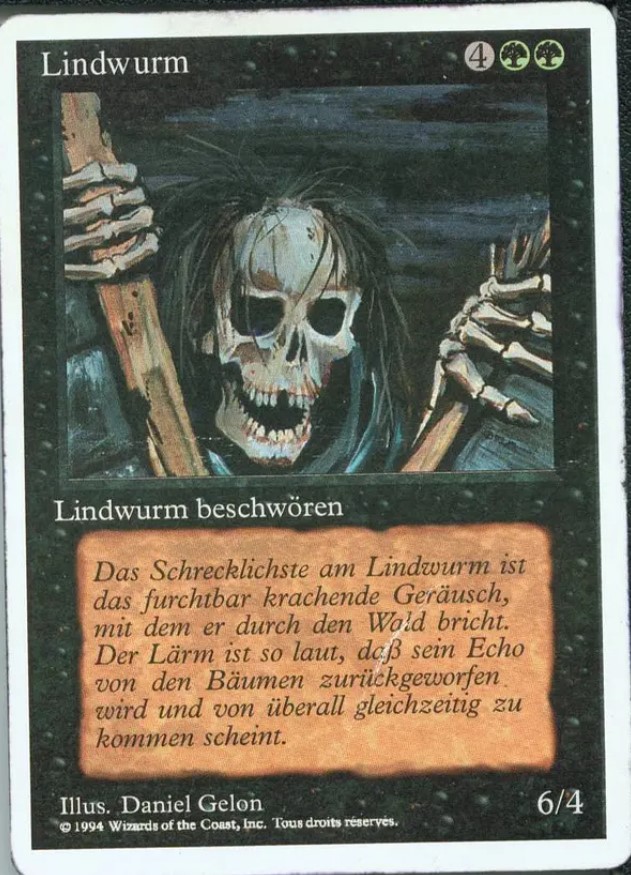 Lindwurm
4
Lindwurm beschwören
Das Schrecklichste am Lindwurm ist
das furchtbar krachende Geräusch,
mit dem er durch den Wald bricht.
Der Lärm ist so laut, daß sein Echo
von den Bäumen zurückgeworfen
wird und von überall gleichzeitig zu
kommen scheint.
Illus. Daniel Gelon
6/4
© 1994 Wizards of the Coast, Inc. Tous droits réservés.